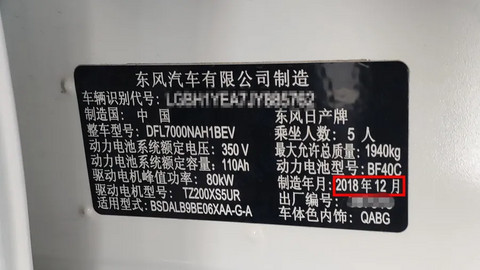 东风汽车有限公司制造
车辆识别代号:
制造国: 中 国 东风日产牌
整车型号: DFL7000NAH1BEV 乘坐人数: 5 人
动力电池系统额定电压: 350 V 最大允许总质量: 1940kg
动力电池系统额定容量: 110Ah 动力电池型号: BF40C
驱动电机峰值功率: 80kW 制造年月: 2018 年 12 月
驱动电机型号: TZ200XS5UR 出厂编号:
适用型式: BSDALB9BE06XAA-G-A 车体色内饰: QABG